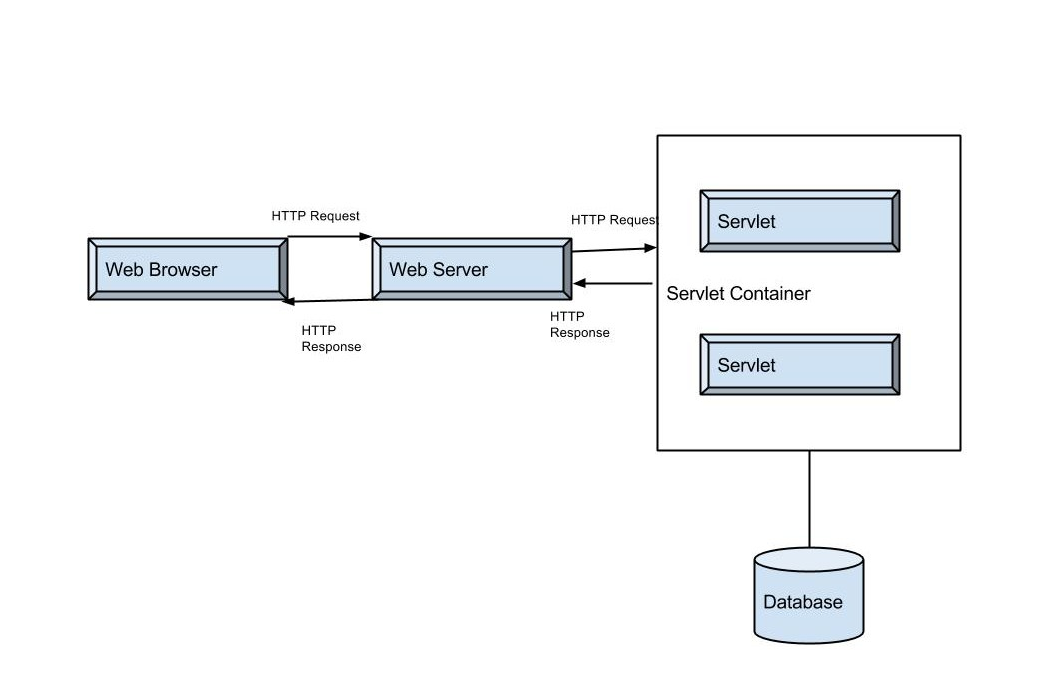 HTTP Request
Web Browser
Web Server
HTTP
Response
HTTP Request
HTTP
Response
Servlet
Servlet Container
Servlet
Database